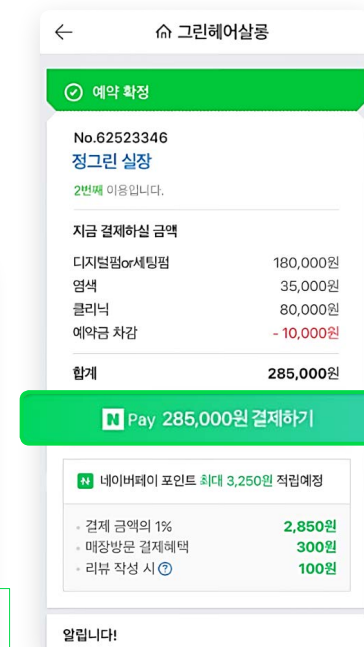 그린헤어살롱
예약 확정
No.62523346
정그린 실장
2번째 이용입니다.
지금 결제하실 금액
디지털펌or세팅펌 180,000원
염색 35,000원
클리닉 80,000원
예약금 차감 - 10,000원
합계 285,000원
N Pay 285,000원 결제하기
네이버페이 포인트 최대 3,250원 적립예정
결제 금액의 1% 2,850원
매장방문 결제혜택 300원
리뷰 작성 시 ? 100원
알립니다!